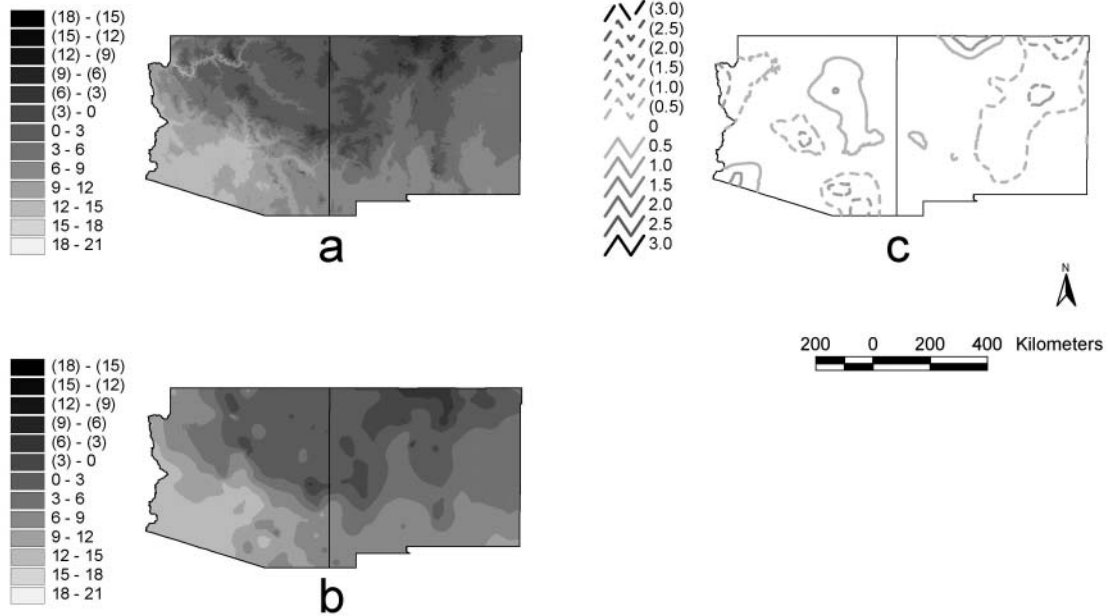 (18) - (15)
(15) - (12)
(12) - (9)
(9) - (6)
(6) - (3)
(3) - 0
0 - 3
3 - 6
6 - 9
9 - 12
12 - 15
15 - 18
18 - 21
a
(3.0)
(2.5)
(2.0)
(1.5)
(1.0)
(0.5)
0
0.5
1.0
1.5
2.0
2.5
3.0
c
N
200 0 200 400 Kilometers
(18) - (15)
(15) - (12)
(12) - (9)
(9) - (6)
(6) - (3)
(3) - 0
0 - 3
3 - 6
6 - 9
9 - 12
12 - 15
15 - 18
18 - 21
b